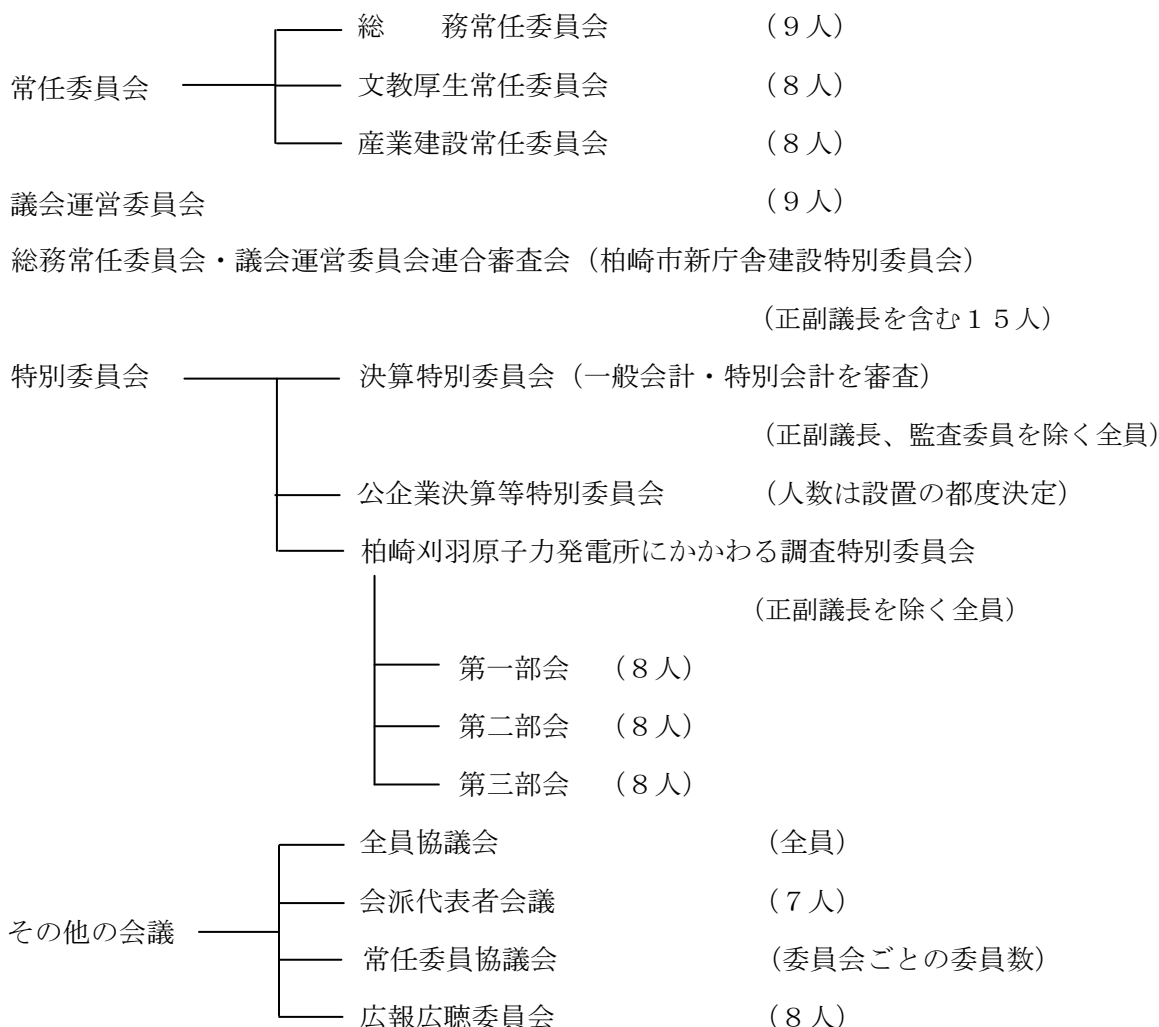 総　　務常任委員会　（９人）
常任委員会　文教厚生常任委員会　（８人）
産業建設常任委員会　（８人）
議会運営委員会　（９人）
総務常任委員会・議会運営委員会連合審査会（柏崎市新庁舎建設特別委員会）
（正副議長を含む１５人）
特別委員会　決算特別委員会（一般会計・特別会計を審査）
（正副議長、監査委員を除く全員）
公企業決算等特別委員会　（人数は設置の都度決定）
柏崎刈羽原子力発電所にかかわる調査特別委員会
（正副議長を除く全員）
第一部会　（８人）
第二部会　（８人）
第三部会　（８人）
全員協議会　（全員）
会派代表者会議　（７人）
その他の会議
常任委員協議会　（委員会ごとの委員数）
広報広聴委員会　（８人）